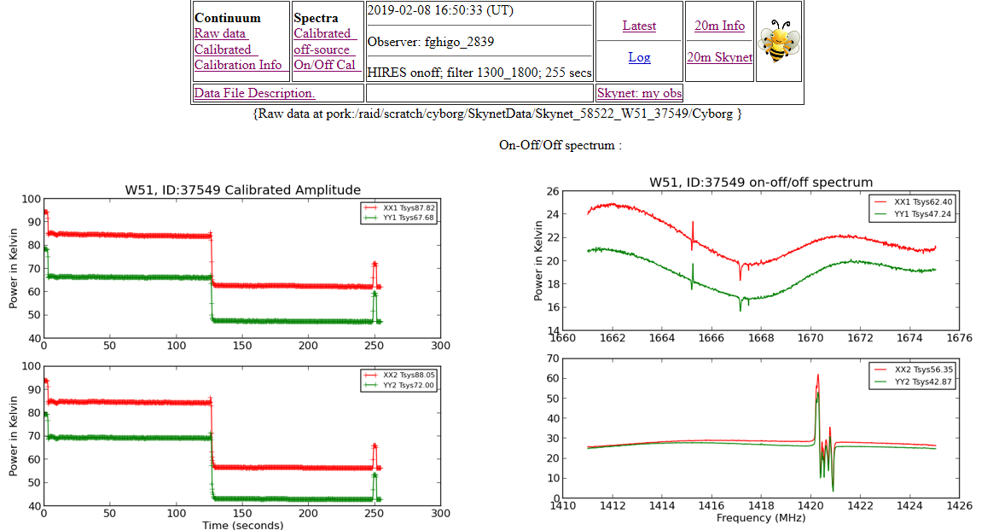 Continuum
Raw data
Calibrated
Calibration Info
Spectra
Calibrated
off-source
On/Off Cal
2019-02-08 16:50:33 (UT)
Observer: fghigo_2839
HIRES onoff; filter 1300_1800; 255 secs
Latest
Log
20m Info
20m Skynet
Data File Description.
Skynet: my obs
{Raw data at pork:/raid/scratch/cyborg/SkynetData/Skynet_58522_W51_37549/Cyborg }
On-Off/Off spectrum :
W51, ID:37549 Calibrated Amplitude
XX1 Tsys87.82
YY1 Tsys67.68
Power in Kelvin
100
90
80
70
60
50
40
0 50 100 150 200 250 300
XX2 Tsys88.05
YY2 Tsys72.00
Power in Kelvin
100
90
80
70
60
50
40
0 50 100 150 200 250 300
Time (seconds)
W51, ID:37549 on-off/off spectrum
XX1 Tsys62.40
YY1 Tsys47.24
Power in Kelvin
26
24
22
20
18
16
14
1660 1662 1664 1666 1668 1670 1672 1674 1676
XX2 Tsys56.35
YY2 Tsys42.87
70
60
50
40
30
20
10
0
1410 1412 1414 1416 1418 1420 1422 1424 1426
Frequency (MHz)